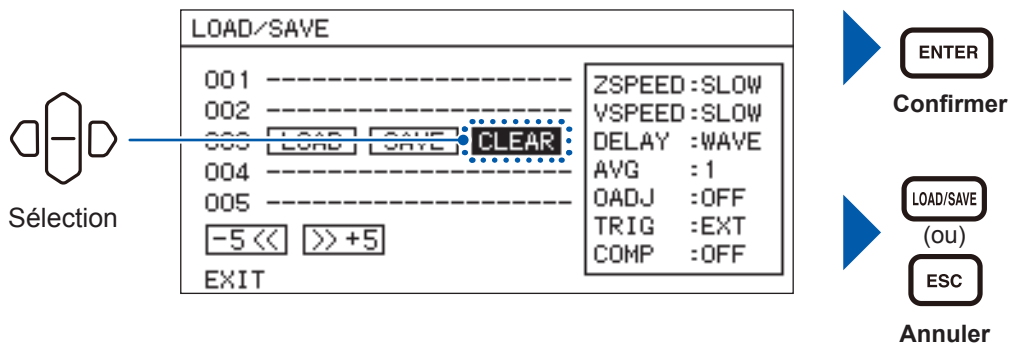 LOAD/SAVE
001 ---------------------
002 ---------------------
003 LOAD SAVE CLEAR
004 ---------------------
005 ---------------------
-5 << >> +5
EXIT
ZSPEED:SLOW
VSPEED:SLOW
DELAY :WAVE
AVG :1
OADJ :OFF
TRIG :EXT
COMP :OFF
Sélection
ENTER
Confirmer
LOAD/SAVE
(ou)
ESC
Annuler